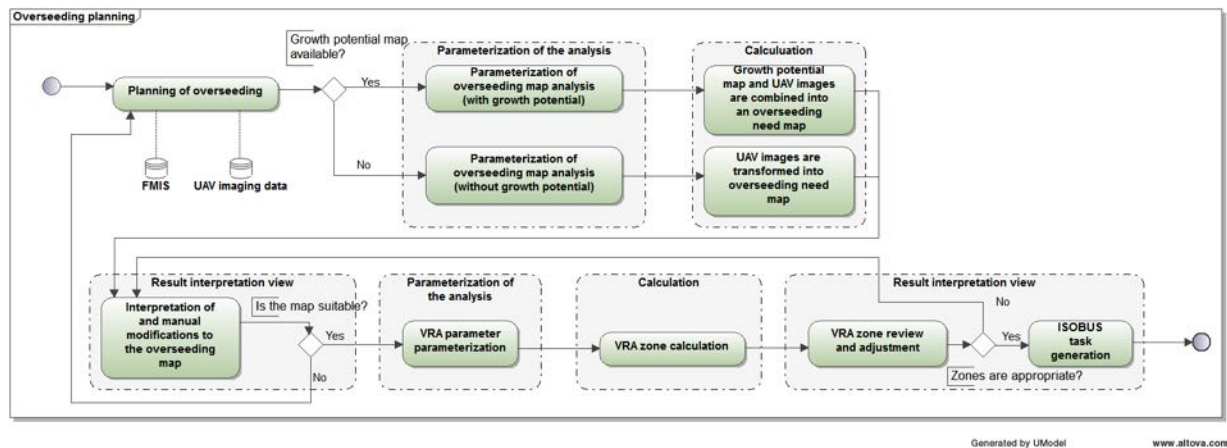 Overseeding planning
Growth potential map
available?
Parameterization of the analysis
Calculuation
Planning of overseeding
Yes
Parameterization of
overseeding map analysis
(with growth potential)
Growth potential
map and UAV images
are combined into
an overseeding
need map
No
Parameterization of
overseeding map analysis
(without growth potential)
UAV images are
transformed into
overseeding need
map
FMIS
UAV imaging data
Result interpretation view
Parameterization of
the analysis
Calculation
Result interpretation view
Interpretation of
and manual
modifications to
the overseeding
map
Is the map suitable?
Yes
No
VRA parameter
parameterization
VRA zone calculation
VRA zone review
and adjustment
No
Yes
Zones are appropriate?
ISOBUS
task
generation
Generated by UModel
www.altova.com